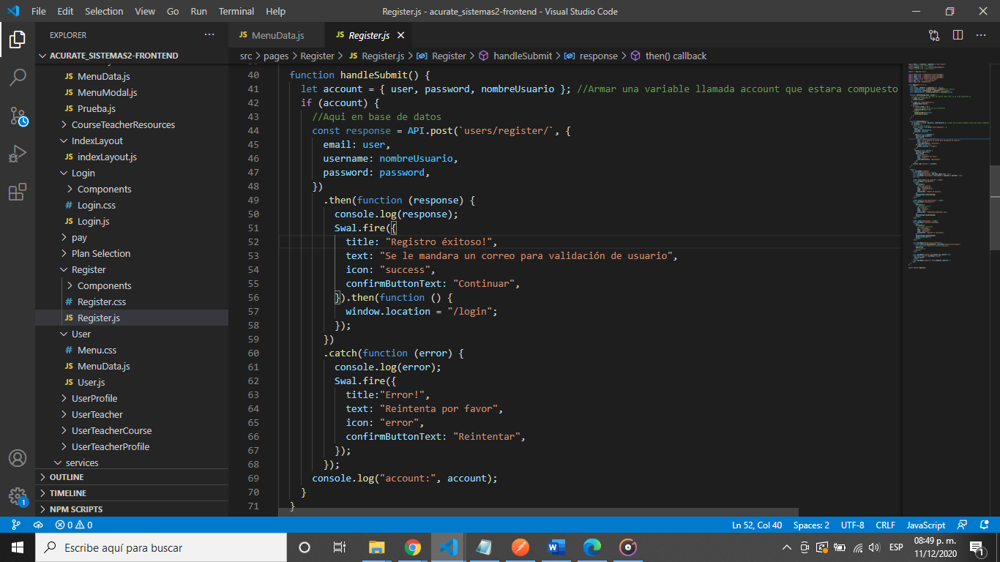 File Edit Selection View Go Run Terminal Help Register.js - acurate_sistemas2-frontend - Visual Studio Code
EXPLORER
ACURATE_SISTEMAS2-FRONTEND
MenuData.js
MenuModal.js
Prueba.js
CourseTeacherResources
IndexLayout
indexLayout.js
Login
Components
Login.css
Login.js
pay
Plan Selection
Register
Components
Register.css
Register.js
User
Menu.css
MenuData.js
User.js
UserProfile
UserTeacher
UserTeacherCourse
UserTeacherProfile
services
OUTLINE
TIMELINE
NPM SCRIPTS
JS MenuData.js JS Register.js
src > pages > Register > JS Register.js > Register > handleSubmit > response > then() callback
40 function handleSubmit() {
41 let account = { user, password, nombreUsuario }; //Armar una variable llamada account que estara compuesto
42 if (account) {
43 //Aqui en base de datos
44 const response = API.post(`users/register/`, {
45 email: user,
46 username: nombreUsuario,
47 password: password,
48 })
49 .then(function (response) {
50 console.log(response);
51 Swal.fire({
52 title: "Registro éxitoso!",
53 text: "Se le mandara un correo para validación de usuario",
54 icon: "success",
55 confirmButtonText: "Continuar",
56 }).then(function () {
57 window.location = "/login";
58 });
59 })
60 .catch(function (error) {
61 console.log(error);
62 Swal.fire({
63 title:"Error!",
64 text: "Reintenta por favor",
65 icon: "error",
66 confirmButtonText: "Reintentar",
67 });
68 });
69 console.log("account:", account);
70 }
71 }
0 0 Ln 52, Col 40 Spaces: 2 UTF-8 CRLF JavaScript
Escribe aquí para buscar
ESP
08:49 p. m.
11/12/2020
1